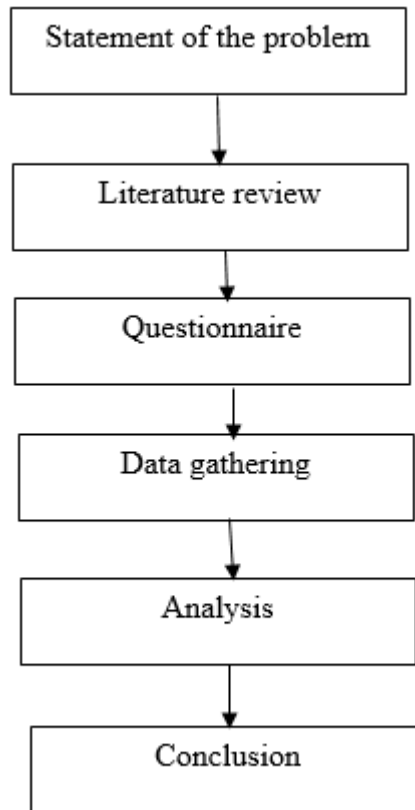 Statement of the problem
Literature review
Questionnaire
Data gathering
Analysis
Conclusion